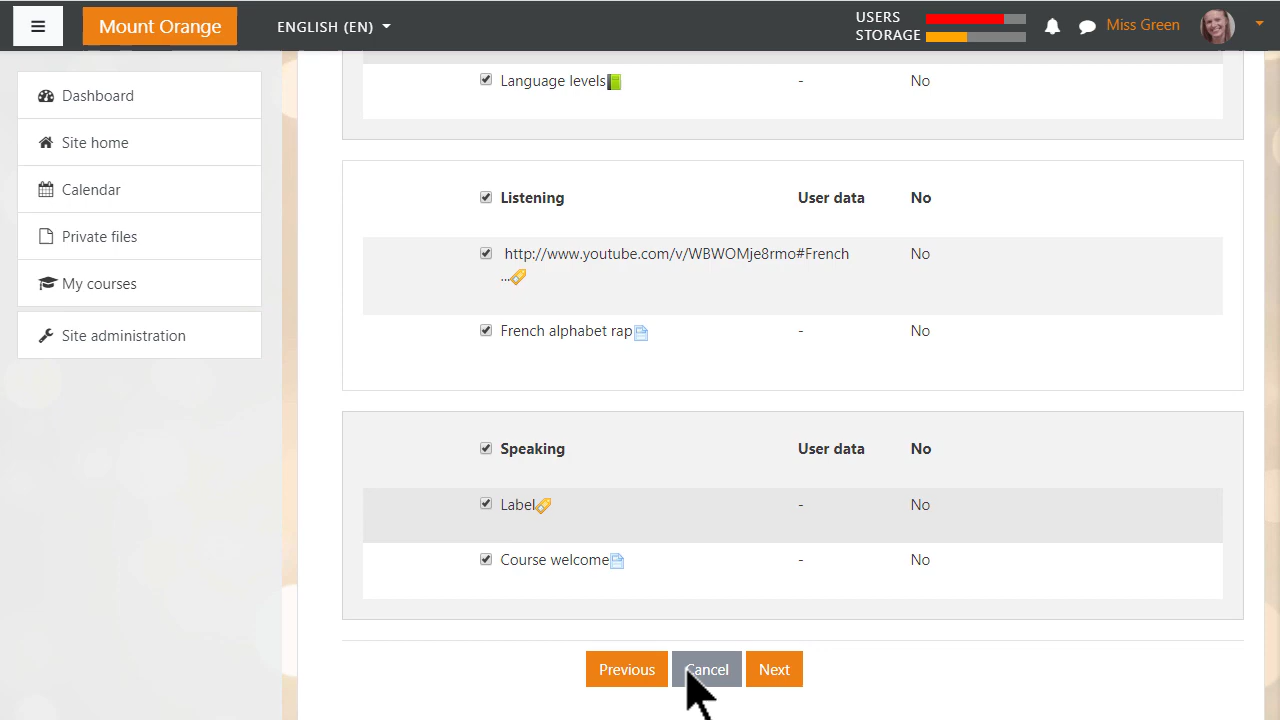 Mount Orange
ENGLISH (EN)
USERS
STORAGE
Miss Green
Dashboard
Site home
Calendar
Private files
My courses
Site administration
Language levels - No
Listening User data No
http://www.youtube.com/v/WBWOMje8rmo#French No
...
French alphabet rap - No
Speaking User data No
Label - No
Course welcome - No
Previous Cancel Next